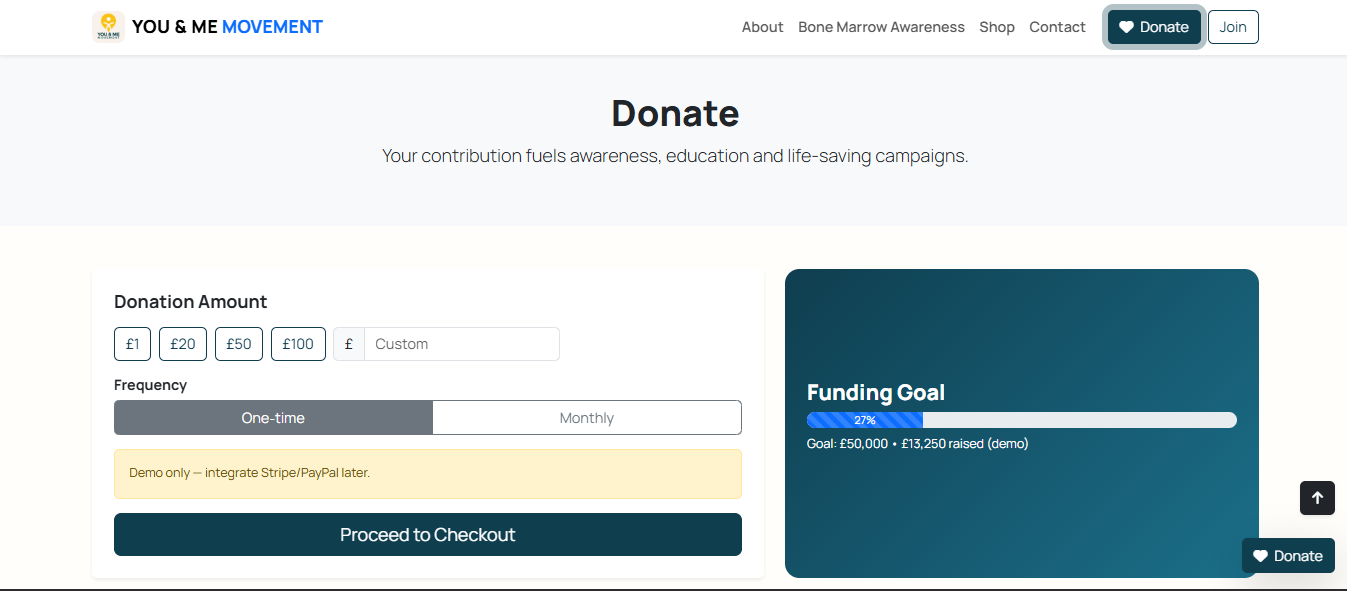 YOU & ME MOVEMENT
YOU & ME
MOVEMENT
About
Bone Marrow Awareness
Shop
Contact
Donate
Join
Donate
Your contribution fuels awareness, education and life-saving campaigns.
Donation Amount
£1
£20
£50
£100
£
Custom
Frequency
One-time
Monthly
Demo only — integrate Stripe/PayPal later.
Proceed to Checkout
Funding Goal
27%
Goal: £50,000 • £13,250 raised (demo)
Donate